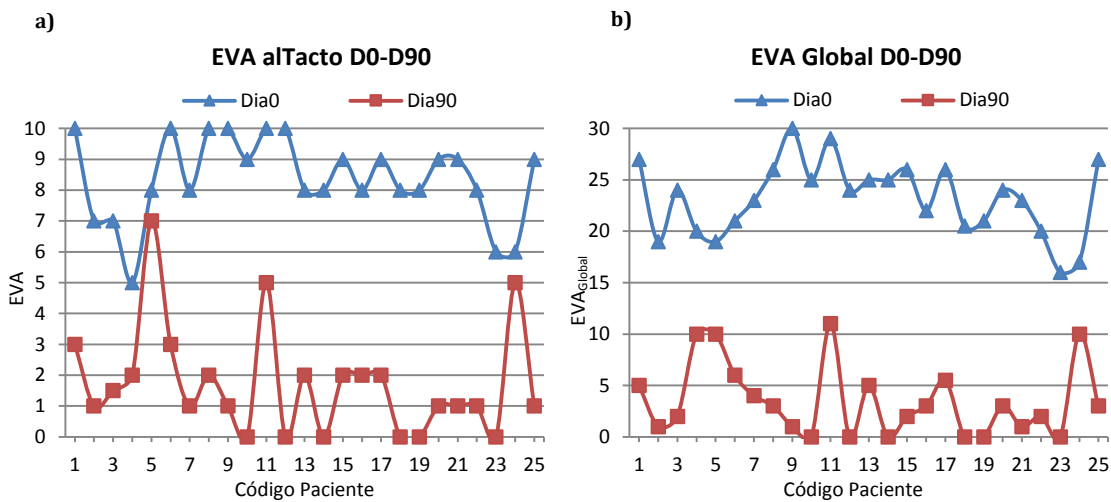 a)
EVA alTacto D0-D90
Dia0 Dia90
10
9
8
7
6
5
4
3
2
1
0
EVA
1 3 5 7 9 11 13 15 17 19 21 23 25
Código Paciente
b)
EVA Global D0-D90
Dia0 Dia90
30
25
20
15
10
5
0
EVAGlobal
1 3 5 7 9 11 13 15 17 19 21 23 25
Código Paciente